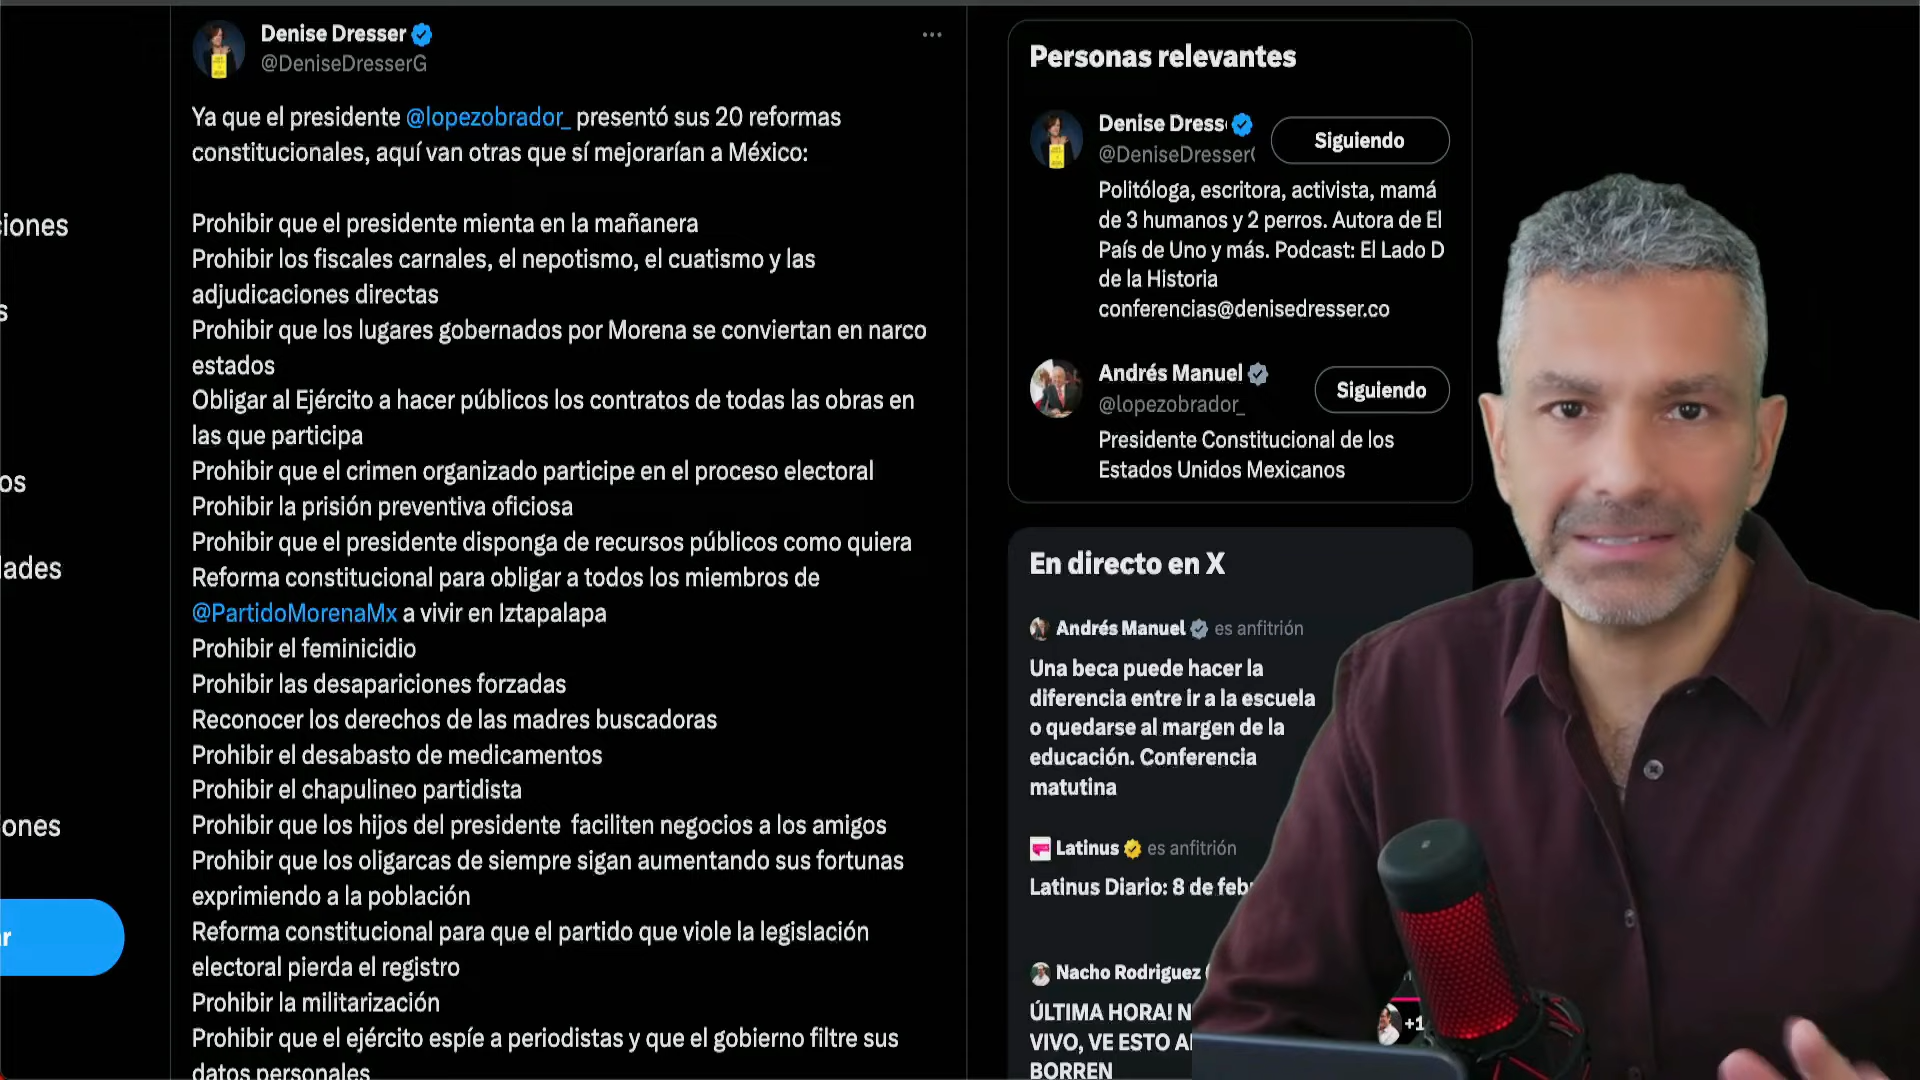 Denise Dresser
@DeniseDresserG
Ya que el presidente @lopezobrador_ presentó sus 20 reformas
constitucionales, aquí van otras que sí mejorarían a México:
Prohibir que el presidente mienta en la mañanera
Prohibir los fiscales carnales, el nepotismo, el cuatismo y las
adjudicaciones directas
Prohibir que los lugares gobernados por Morena se conviertan en narco
estados
Obligar al Ejército a hacer públicos los contratos de todas las obras en
las que participa
Prohibir que el crimen organizado participe en el proceso electoral
Prohibir la prisión preventiva oficiosa
Prohibir que el presidente disponga de recursos públicos como quiera
Reforma constitucional para obligar a todos los miembros de
@PartidoMorenaMx a vivir en Iztapalapa
Prohibir el feminicidio
Prohibir las desapariciones forzadas
Reconocer los derechos de las madres buscadoras
Prohibir el desabasto de medicamentos
Prohibir el chapulineo partidista
Prohibir que los hijos del presidente faciliten negocios a los amigos
Prohibir que los oligarcas de siempre sigan aumentando sus fortunas
exprimiendo a la población
Reforma constitucional para que el partido que viole la legislación
electoral pierda el registro
Prohibir la militarización
Prohibir que el ejército espíe a periodistas y que el gobierno filtre sus
datos personales
ciones
s
os
dades
ones
ar
Personas relevantes
Denise Dress
@DeniseDresser
Siguiendo
Politóloga, escritora, activista, mamá
de 3 humanos y 2 perros. Autora de El
País de Uno y más. Podcast: El Lado D
de la Historia
conferencias@denisedresser.co
Andrés Manuel
@lopezobrador_
Siguiendo
Presidente Constitucional de los
Estados Unidos Mexicanos
En directo en X
Andrés Manuel es anfitrión
Una beca puede hacer la
diferencia entre ir a la escuela
o quedarse al margen de la
educación. Conferencia
matutina
Latinus es anfitrión
Latinus Diario: 8 de feb
Nacho Rodriguez
ÚLTIMA HORA! N
VIVO, VE ESTO A
BORREN
+1